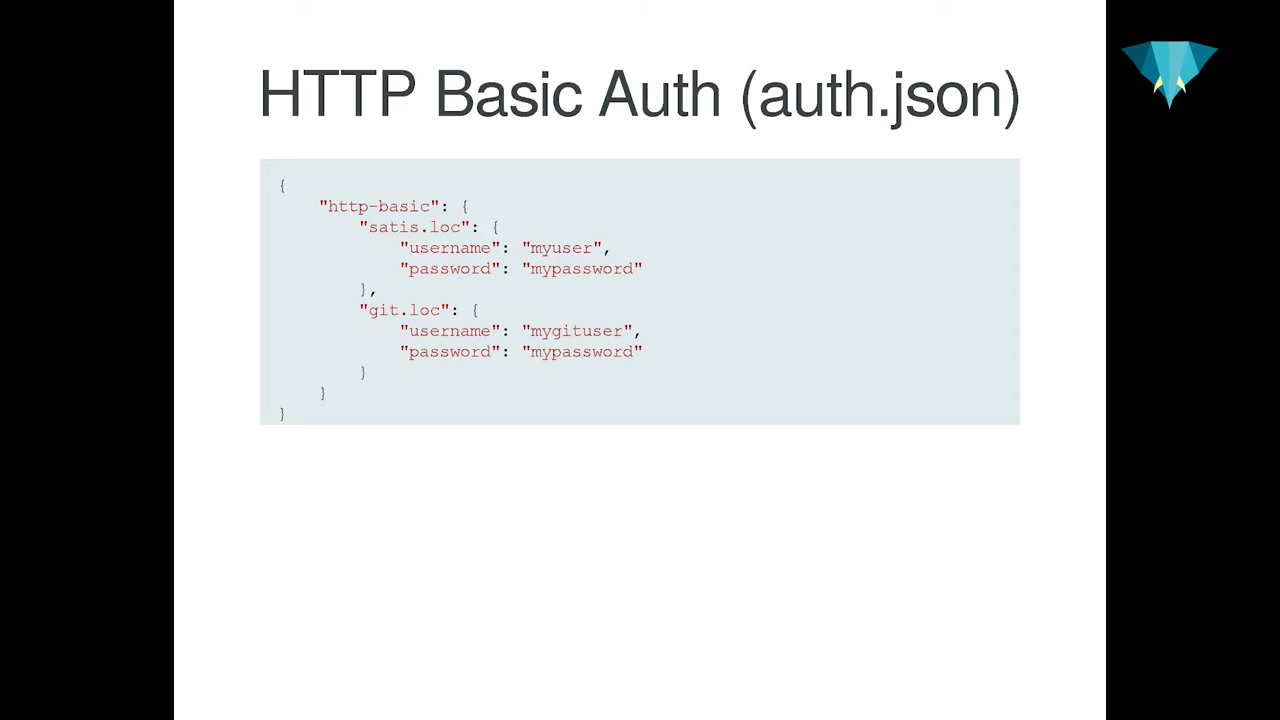 HTTP Basic Auth (auth.json)
{
    "http-basic": {
        "satis.loc": {
            "username": "myuser",
            "password": "mypassword"
        },
        "git.loc": {
            "username": "mygituser",
            "password": "mypassword"
        }
    }
}